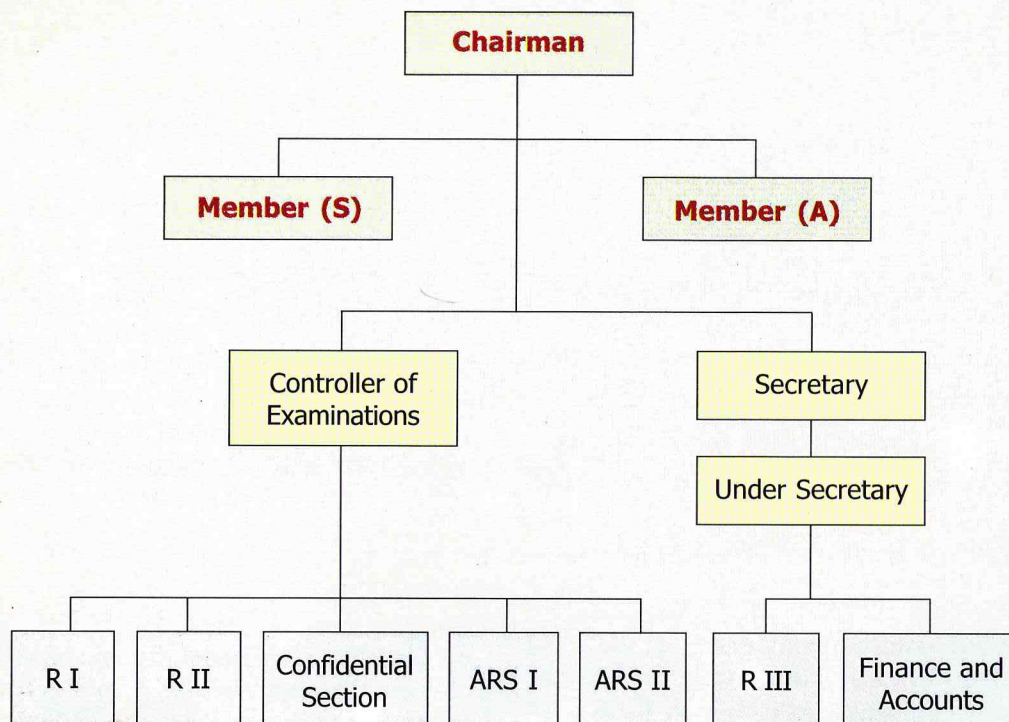 Chairman
Member (S)
Member (A)
Controller of
Examinations
Secretary
Under Secretary
R I
R II
Confidential
Section
ARS I
ARS II
R III
Finance and
Accounts